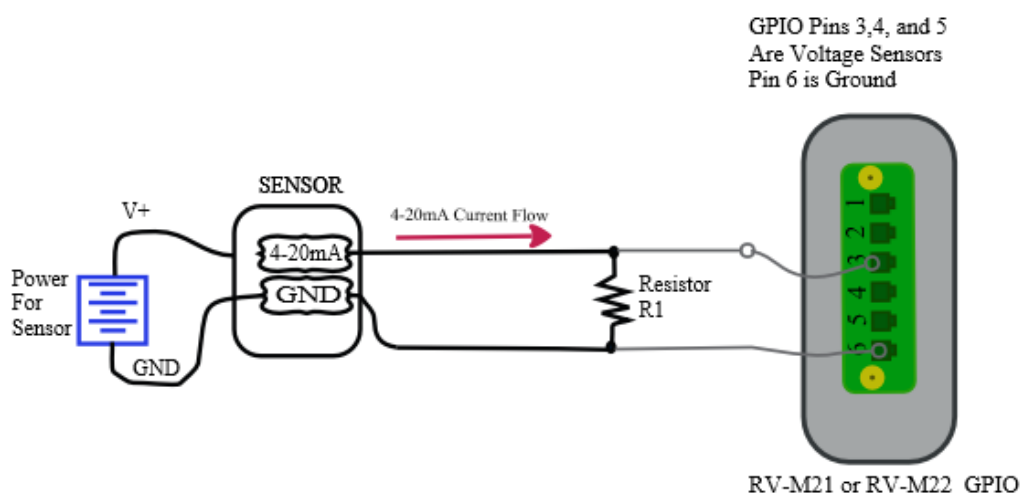 GPIO Pins 3,4, and 5
Are Voltage Sensors
Pin 6 is Ground
SENSOR
V+
4-20mA Current Flow
4-20mA
GND
Power
For
Sensor
GND
Resistor
R1
1
2
3
4
5
6
RV-M21 or RV-M22 GPIO